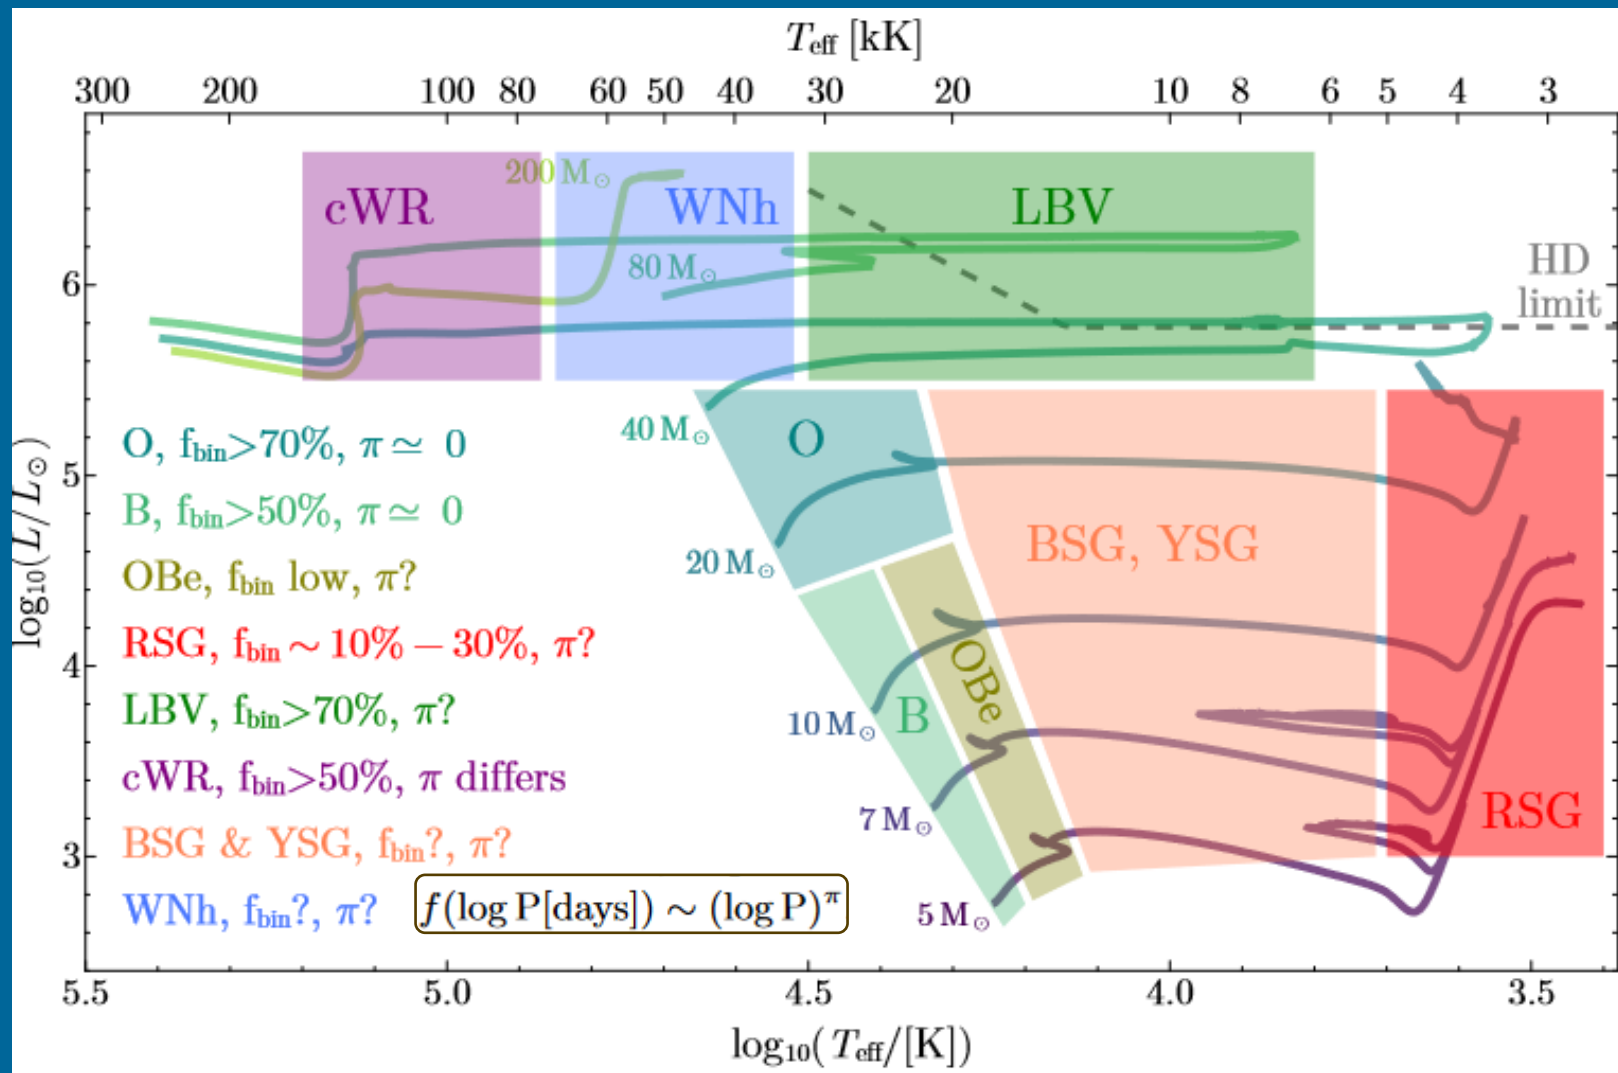 T_eff [kK]
300 200 100 80 60 50 40 30 20 10 8 6 5 4 3
200 M⊙
cWR WNh LBV
80 M⊙
HD
limit
6
5
4
3
log₁₀(L/L⊙)
40 M⊙
O
20 M⊙
BSG, YSG
OBe
B
10 M⊙
7 M⊙
RSG
5 M⊙
O, f_bin>70%, π ≃ 0
B, f_bin>50%, π ≃ 0
OBe, f_bin low, π?
RSG, f_bin ∼ 10% – 30%, π?
LBV, f_bin>70%, π?
cWR, f_bin>50%, π differs
BSG & YSG, f_bin?, π?
WNh, f_bin?, π?
f(log P[days]) ∼ (log P)^π
5.5 5.0 4.5 4.0 3.5
log₁₀(T_eff/[K])